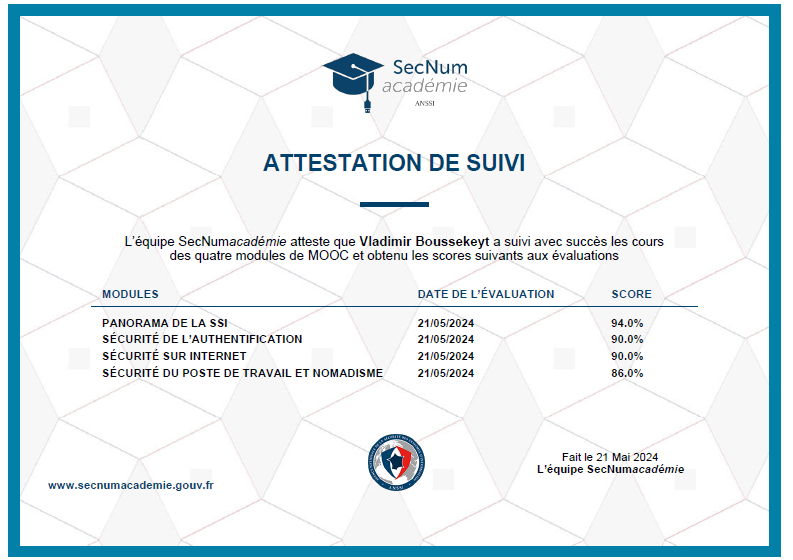 SecNum
académie
ANSSI
ATTESTATION DE SUIVI
L'équipe SecNumacadémie atteste que Vladimir Boussekeyt a suivi avec succès les cours
des quatre modules de MOOC et obtenu les scores suivants aux évaluations
MODULES DATE DE L'ÉVALUATION SCORE
PANORAMA DE LA SSI 21/05/2024 94.0%
SÉCURITÉ DE L'AUTHENTIFICATION 21/05/2024 90.0%
SÉCURITÉ SUR INTERNET 21/05/2024 90.0%
SÉCURITÉ DU POSTE DE TRAVAIL ET NOMADISME 21/05/2024 86.0%
ANSSI
Fait le 21 Mai 2024
L'équipe SecNumacadémie
www.secnumacademie.gouv.fr